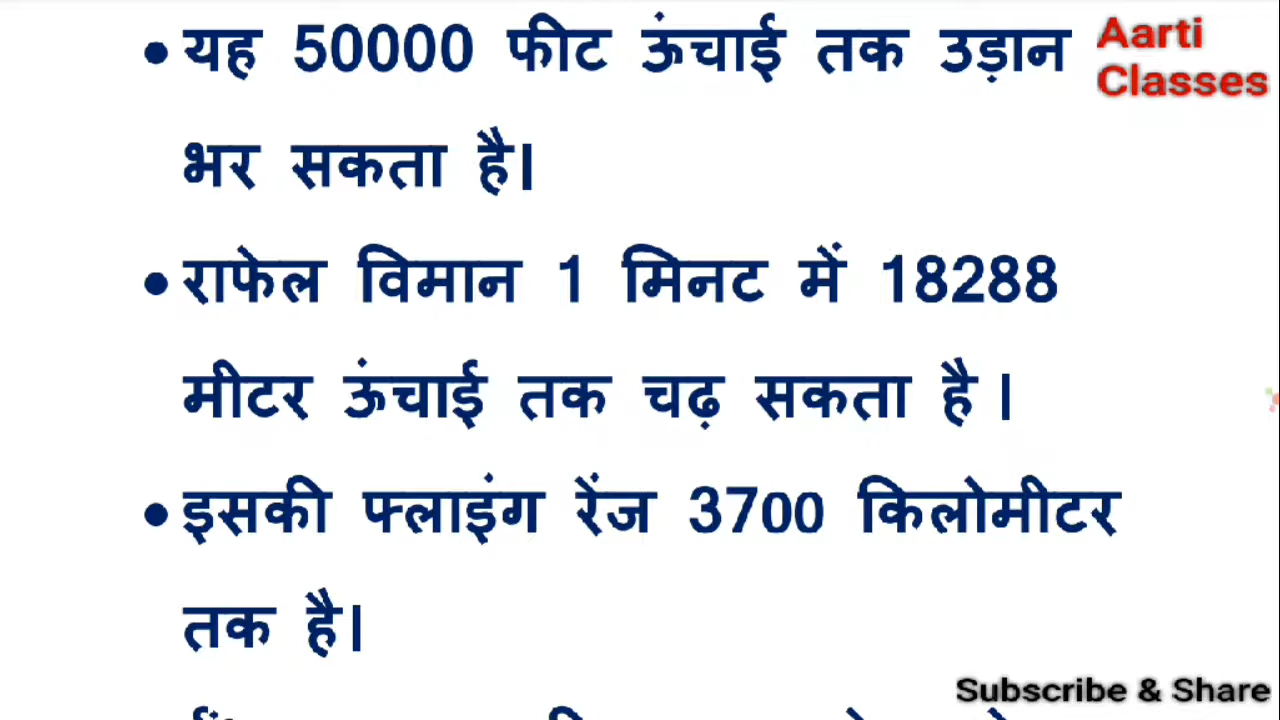 • यह 50000 फीट ऊंचाई तक उड़ान
Aarti
Classes
भर सकता है।
• राफेल विमान 1 मिनट में 18288
मीटर ऊंचाई तक चढ़ सकता है ।
• इसकी फ्लाइंग रेंज 3700 किलोमीटर
तक है।
Subscribe & Share